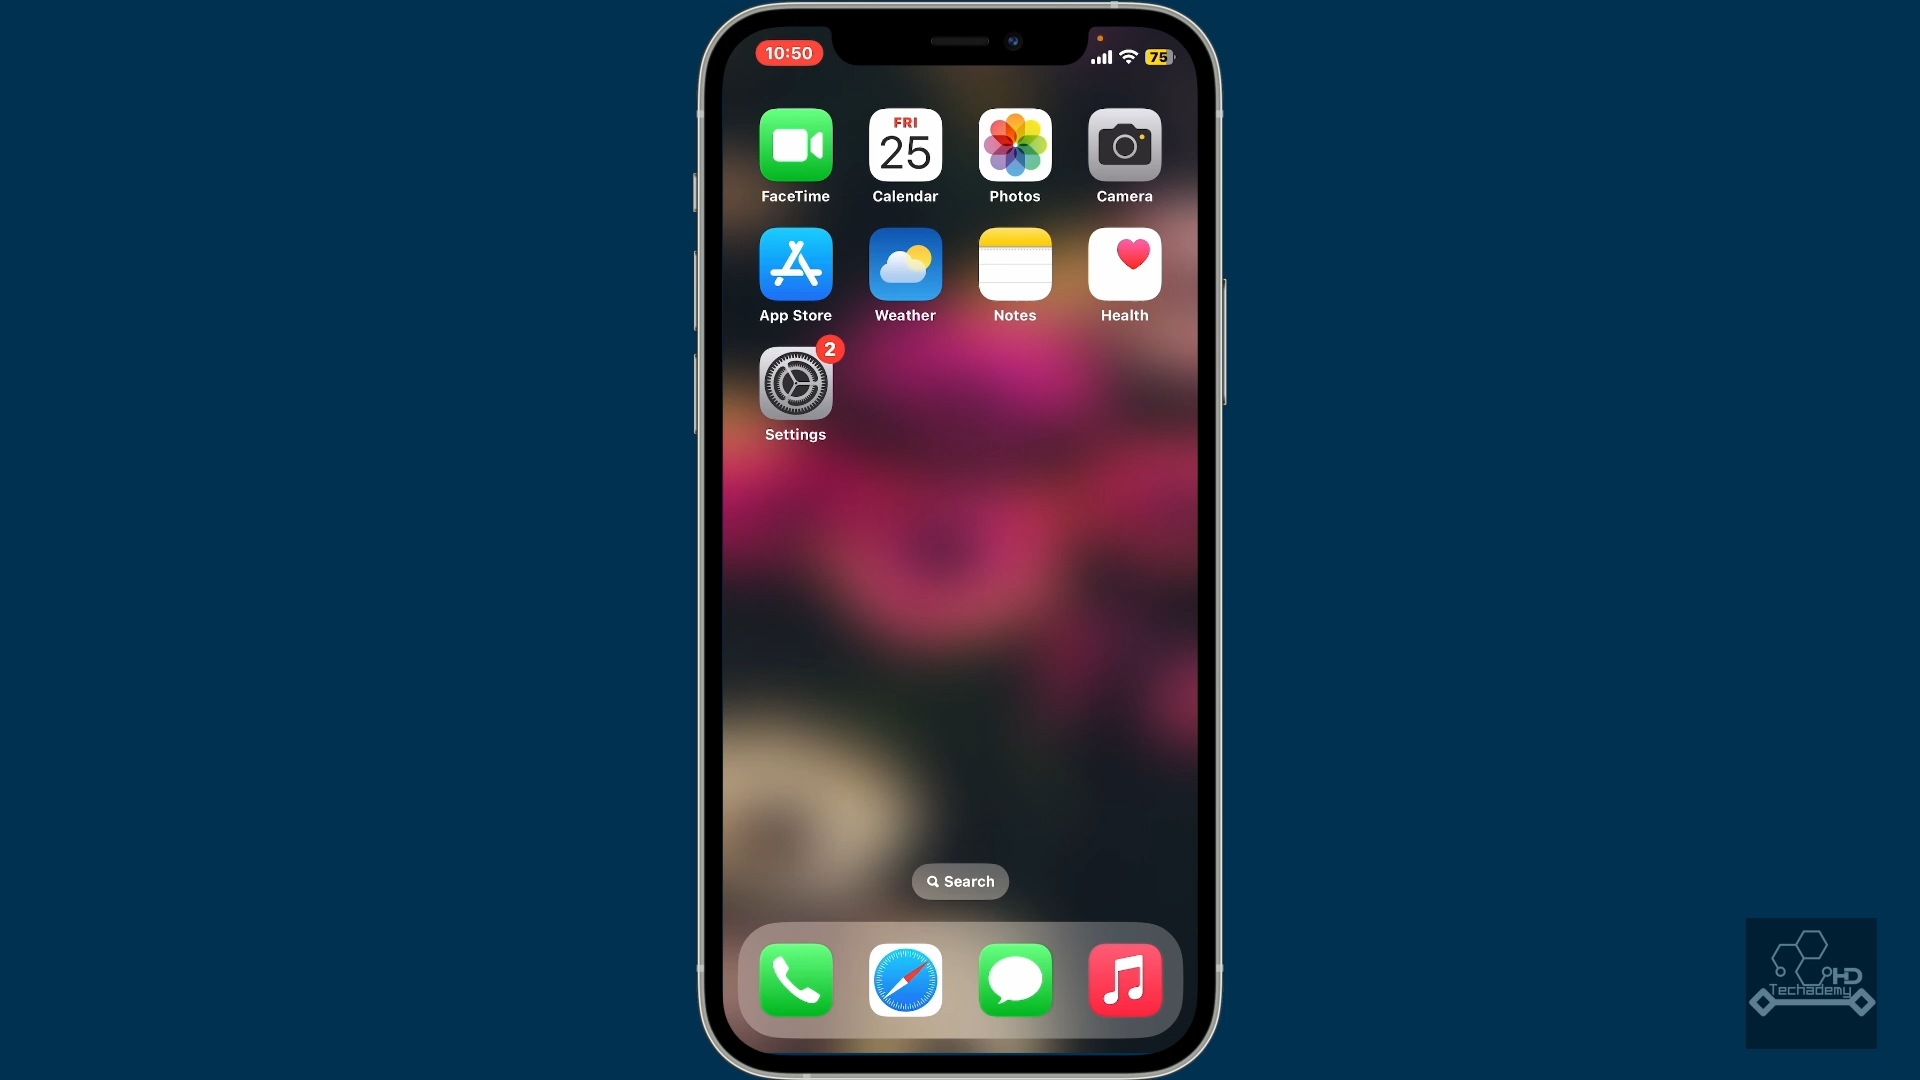 10:50
75
FRI
25
FaceTime
Calendar
Photos
Camera
App Store
Weather
Notes
Health
2
Settings
Search
HD
Techademy